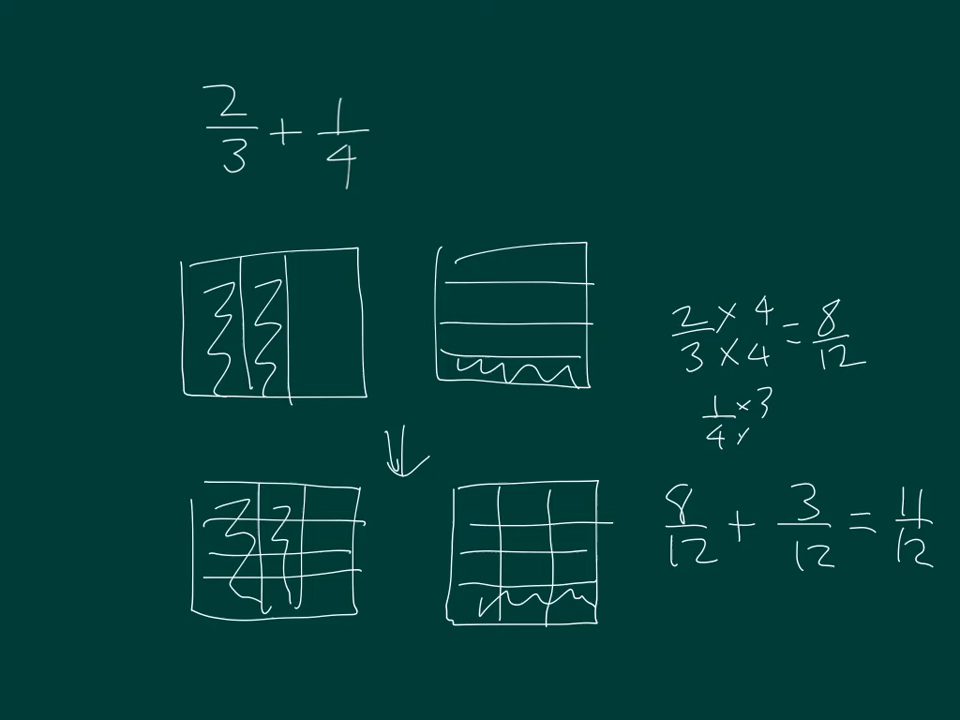 2/3 + 1/4
2/3 × 4/× 4 = 8/12
1/4 × 3/×
8/12 + 3/12 = 11/12